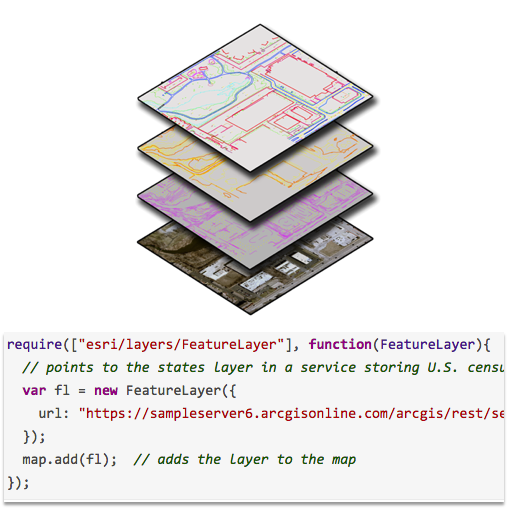 require(["esri/layers/FeatureLayer"], function(FeatureLayer){
// points to the states layer in a service storing U.S.
var fl = new FeatureLayer({
url: "https://sampleserver6.arcgisonline.com/arcgis/rest/se
});
map.add(fl);  // adds the layer to the map
});